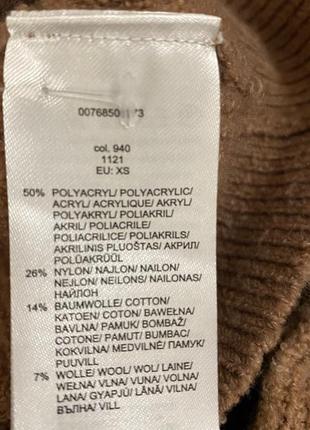 col. 940
1121
EU: XS
50% POLYACRYL/ POLYACRYLIC/
ACRYL/ ACRYLIQUE/ AKRYL/
AKRYL/ POLIAKRIL/
AKRIL/ POLIACRILE/
POLIACRILICE/ POLIAKRILS/
AKRILINIS PLUOŠTAS/ АКРИЛ/
POLÜAKRÜÜL
26% NYLON/ NAJLON/ NAILON/
NEJLON/ NEILONS/ NAILONAS/
НАЙЛОН
14% BAUMWOLLE/ COTTON/
KATOEN/ COTON/ BAWEŁNA/
BAVLNA/ PAMUK/ BOMBAŽ/
COTONE/ PAMUT/ BUMBAC/
KOKVILNA/ MEDVILNĖ/ ПАМУК/
PUUVILL
7% WOLLE/ WOOL/ WOL/ LAINE/
WEŁNA/ VLNA/ VUNA/ VOLNA/
LANA/ GYAPJÚ/ LÂNĂ/ VILNA/
ВЪЛНА/ VILL